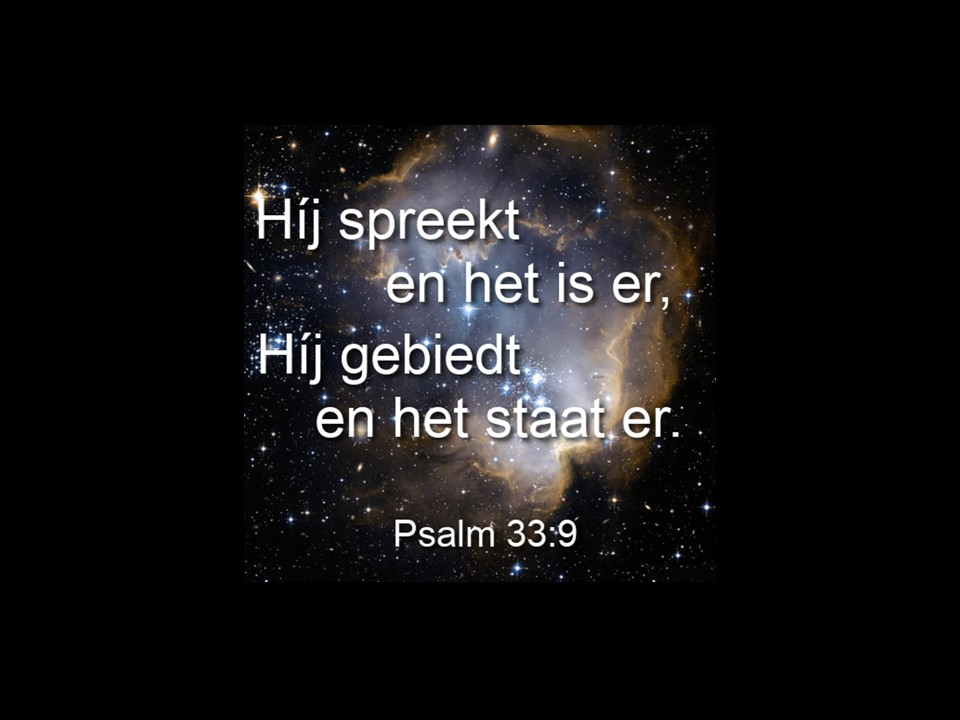 Híj spreekt
en het is er,
Híj gebiedt
en het staat er.
Psalm 33:9